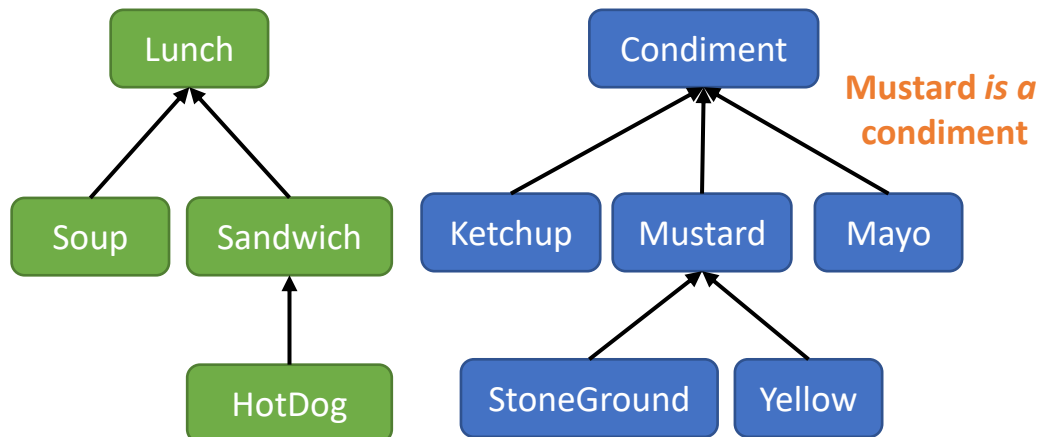 Lunch
Condiment
Mustard is a
condiment
Soup
Sandwich
Ketchup
Mustard
Mayo
HotDog
StoneGround
Yellow